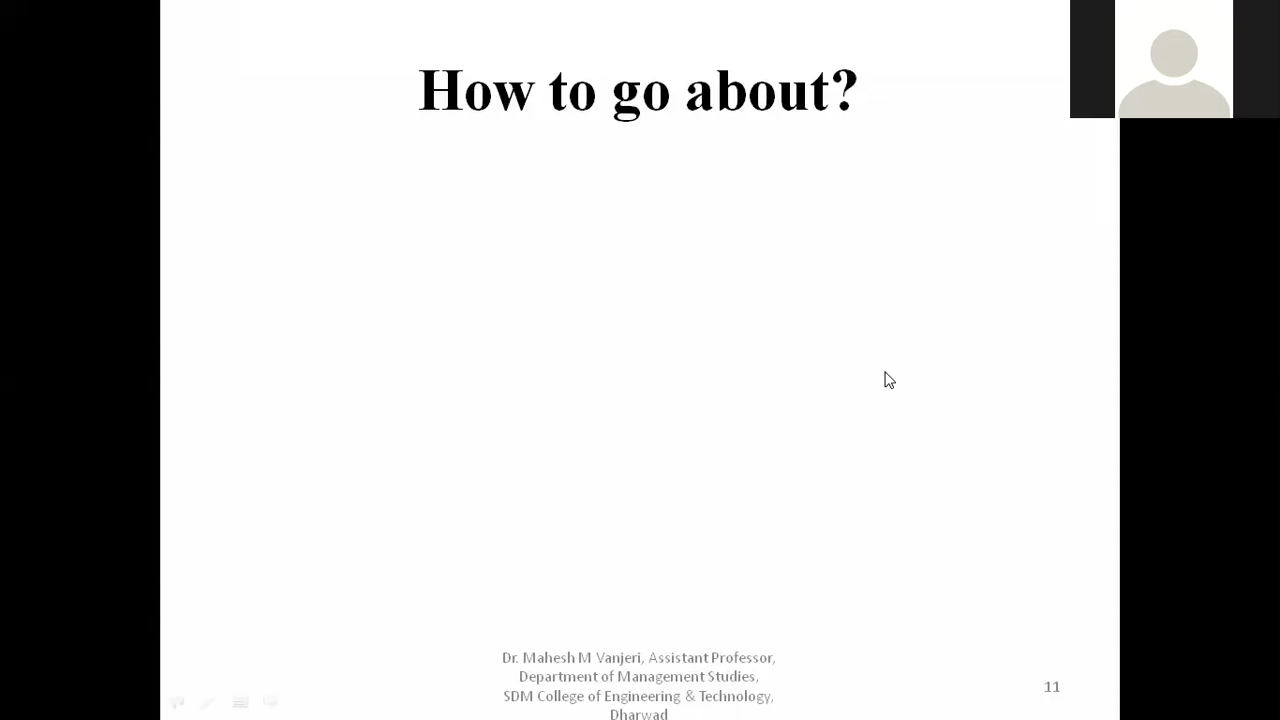 How to go about?
Dr. Mahesh M Vanjeri, Assistant Professor,
Department of Management Studies,
SDM College of Engineering & Technology,
Dharwad
11